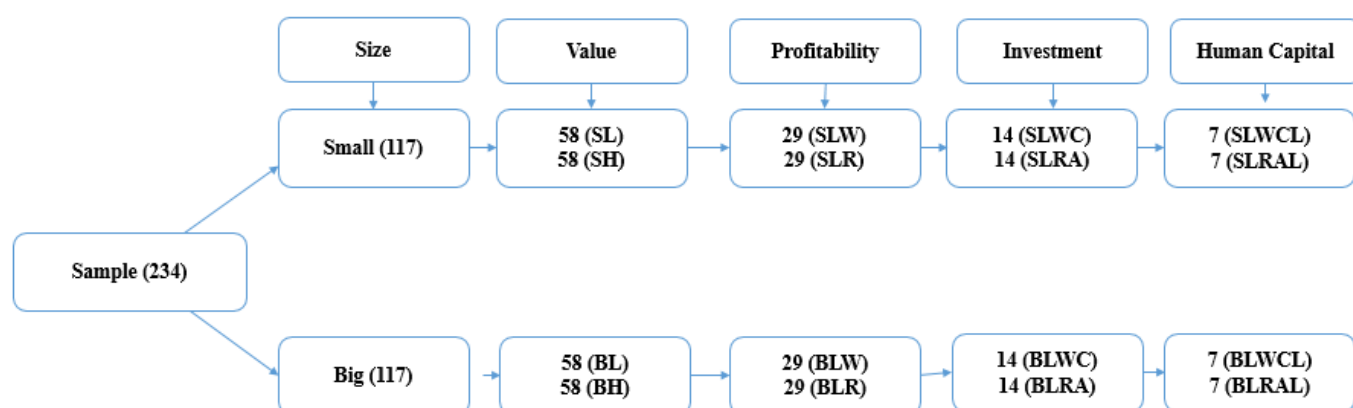 Size
Value
Profitability
Investment
Human Capital
Small (117)
58 (SL)
58 (SH)
29 (SLW)
29 (SLR)
14 (SLWC)
14 (SLRA)
7 (SLWCL)
7 (SLRAL)
Sample (234)
Big (117)
58 (BL)
58 (BH)
29 (BLW)
29 (BLR)
14 (BLWC)
14 (BLRA)
7 (BLWCL)
7 (BLRAL)